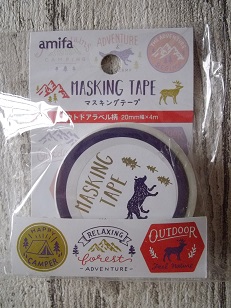 amifa
ADVENTURE
MASKING TAPE
マスキングテープ
アウトドアラベル柄 20mm幅×4m
MASKING
TAPE
HAPPY
CAMPER
RELAXING
forest
ADVENTURE
OUTDOOR